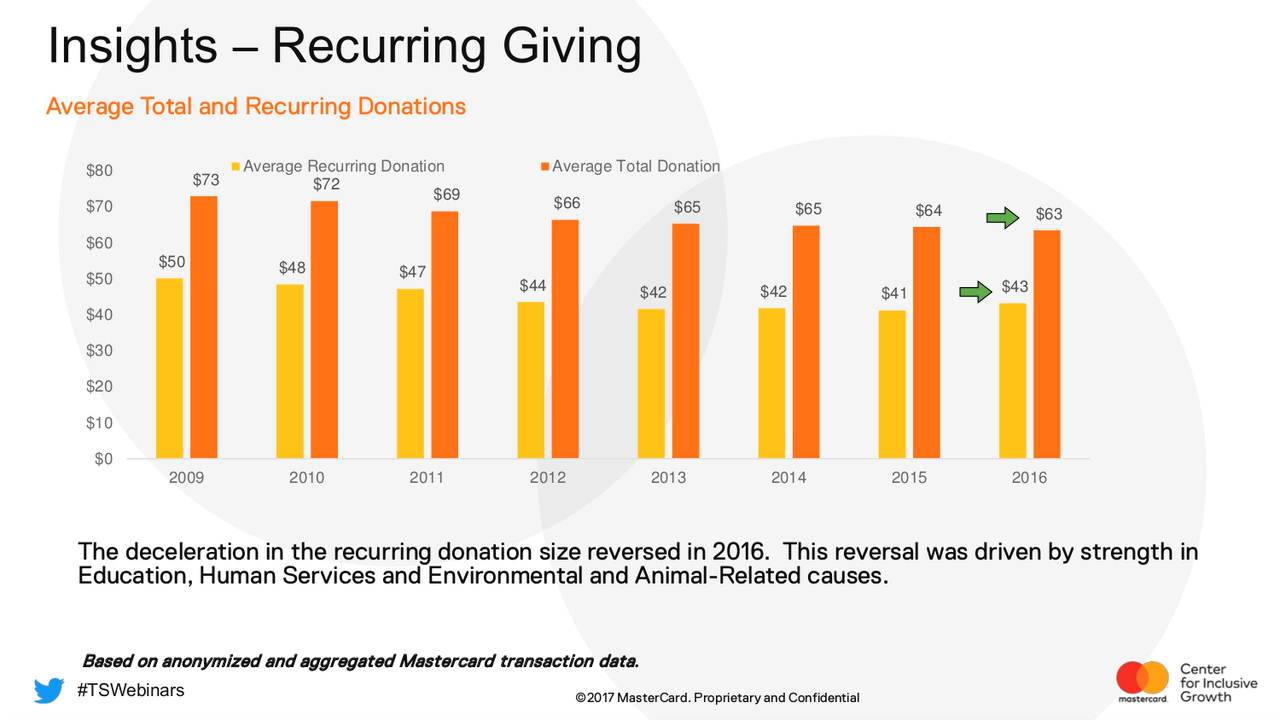 Insights – Recurring Giving
Average Total and Recurring Donations
Average Recurring Donation
Average Total Donation
$80
$70
$60
$50
$40
$30
$20
$10
$0
$50 $73
$48 $72
$47 $69
$44 $66
$42 $65
$42 $65
$41 $64
$43 $63
2009 2010 2011 2012 2013 2014 2015 2016
The deceleration in the recurring donation size reversed in 2016.  This reversal was driven by strength in
Education, Human Services and Environmental and Animal-Related causes.
Based on anonymized and aggregated Mastercard transaction data.
#TSWebinars
©2017 MasterCard. Proprietary and Confidential
mastercard.
Center
for Inclusive
Growth